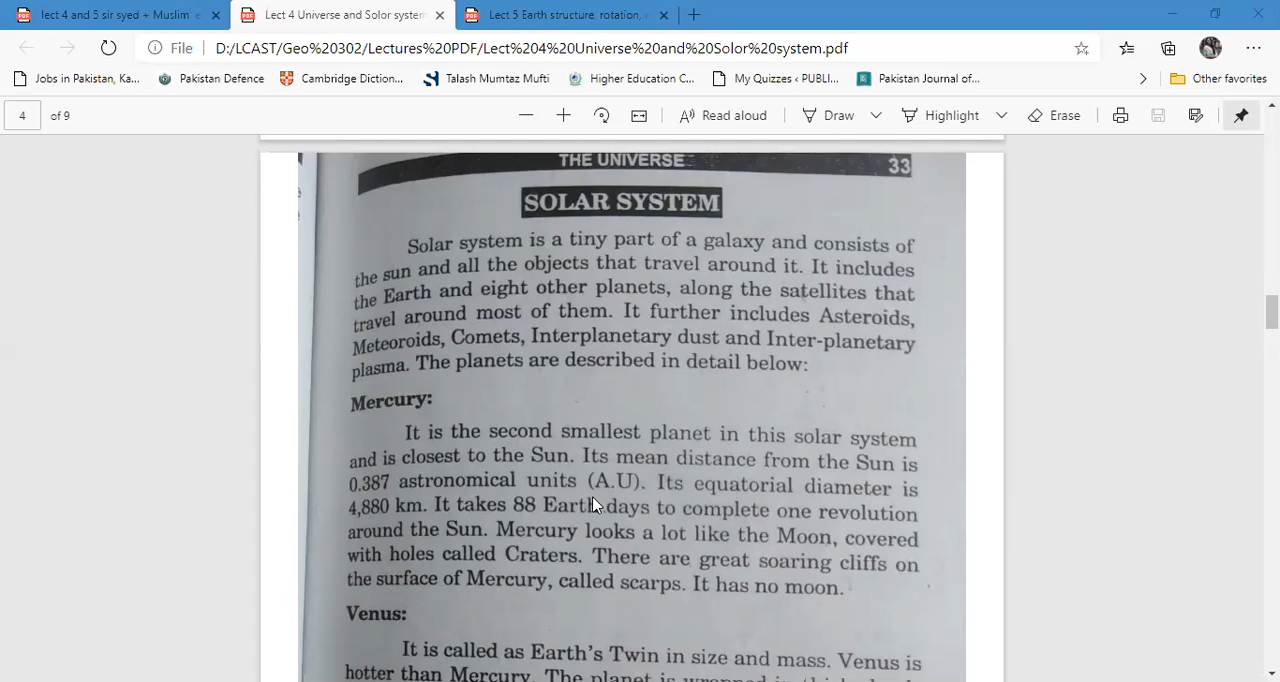 lect 4 and 5 sir syed + Muslim
Lect 4 Universe and Solor system
Lect 5 Earth structure, rotation,
File D:/LCAST/Geo%20302/Lectures%20PDF/Lect%204%20Universe%20and%20Solor%20system.pdf
Jobs in Pakistan, Ka... Pakistan Defence Cambridge Diction... Talash Mumtaz Mufti Higher Education C... My Quizzes ‹ PUBLI... Pakistan Journal of... Other favorites
4 of 9 Read aloud Draw Highlight Erase
THE UNIVERSE 33
SOLAR SYSTEM
Solar system is a tiny part of a galaxy and consists of
the sun and all the objects that travel around it. It includes
the Earth and eight other planets, along the satellites that
travel around most of them. It further includes Asteroids,
Meteoroids, Comets, Interplanetary dust and Inter-planetary
plasma. The planets are described in detail below:
Mercury:
It is the second smallest planet in this solar system
and is closest to the Sun. Its mean distance from the Sun is
0.387 astronomical units (A.U). Its equatorial diameter is
4,880 km. It takes 88 Earth days to complete one revolution
around the Sun. Mercury looks a lot like the Moon, covered
with holes called Craters. There are great soaring cliffs on
the surface of Mercury, called scarps. It has no moon.
Venus:
It is called as Earth's Twin in size and mass. Venus is
hotter than Mercury. The planet is wrapped in